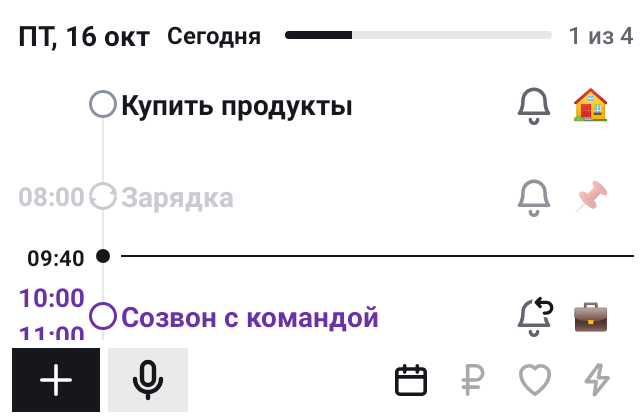 ПТ, 16 окт Сегодня 1 из 4
Купить продукты
08:00 Зарядка
09:40
10:00
Созвон с командой
11:00